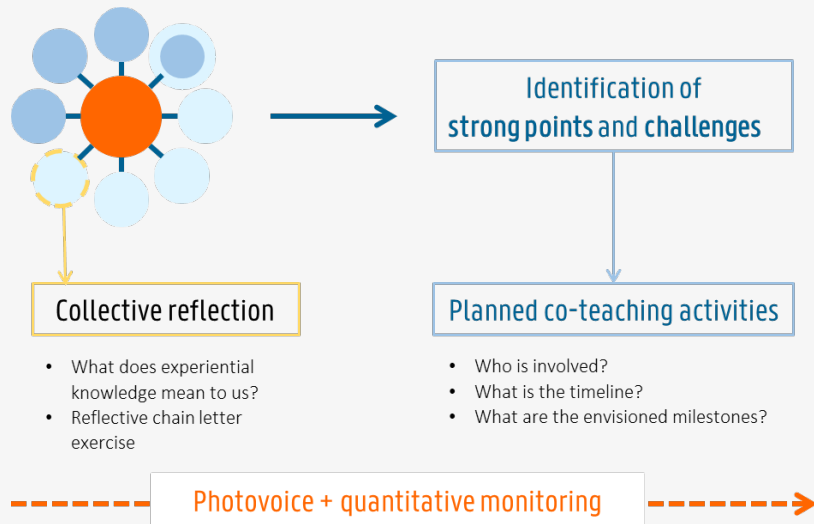 Identification of
strong points and challenges
Collective reflection
• What does experiential
knowledge mean to us?
• Reflective chain letter
exercise
Planned co-teaching activities
• Who is involved?
• What is the timeline?
• What are the envisioned milestones?
Photovoice + quantitative monitoring